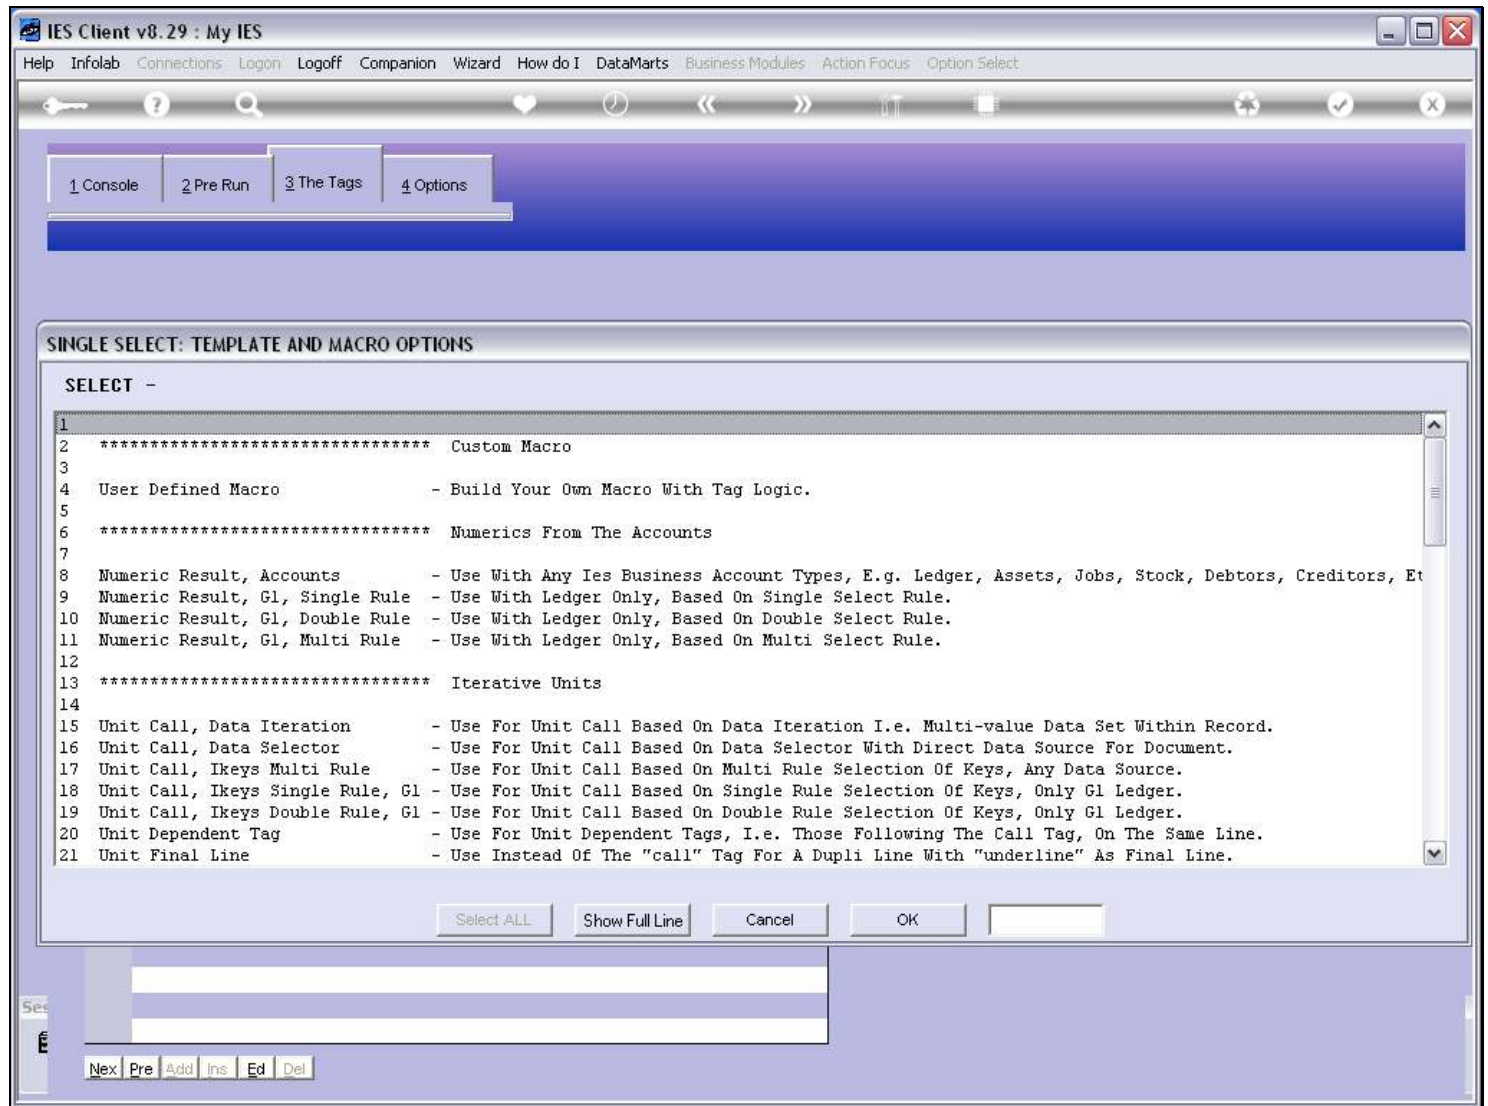 IES Client v8.29 : My IES
Help Infolab Connections Logon Logoff Companion Wizard How do I DataMarts Business Modules Action Focus Option Select
1 Console 2 Pre Run 3 The Tags 4 Options
SINGLE SELECT: TEMPLATE AND MACRO OPTIONS
SELECT -
1
2 ********************************* Custom Macro
3
4 User Defined Macro - Build Your Own Macro With Tag Logic.
5
6 ********************************* Numerics From The Accounts
7
8 Numeric Result, Accounts - Use With Any Ies Business Account Types, E.g. Ledger, Assets, Jobs, Stock, Debtors, Creditors, Et
9 Numeric Result, Gl, Single Rule - Use With Ledger Only, Based On Single Select Rule.
10 Numeric Result, Gl, Double Rule - Use With Ledger Only, Based On Double Select Rule.
11 Numeric Result, Gl, Multi Rule - Use With Ledger Only, Based On Multi Select Rule.
12
13 ********************************* Iterative Units
14
15 Unit Call, Data Iteration - Use For Unit Call Based On Data Iteration I.e. Multi-value Data Set Within Record.
16 Unit Call, Data Selector - Use For Unit Call Based On Data Selector With Direct Data Source For Document.
17 Unit Call, Ikeys Multi Rule - Use For Unit Call Based On Multi Rule Selection Of Keys, Any Data Source.
18 Unit Call, Ikeys Single Rule, Gl - Use For Unit Call Based On Single Rule Selection Of Keys, Only Gl Ledger.
19 Unit Call, Ikeys Double Rule, Gl - Use For Unit Call Based On Double Rule Selection Of Keys, Only Gl Ledger.
20 Unit Dependent Tag - Use For Unit Dependent Tags, I.e. Those Following The Call Tag, On The Same Line.
21 Unit Final Line - Use Instead Of The "call" Tag For A Dupli Line With "underline" As Final Line.
Select ALL Show Full Line Cancel OK
Ses
Nex Pre Add Ins Ed Del